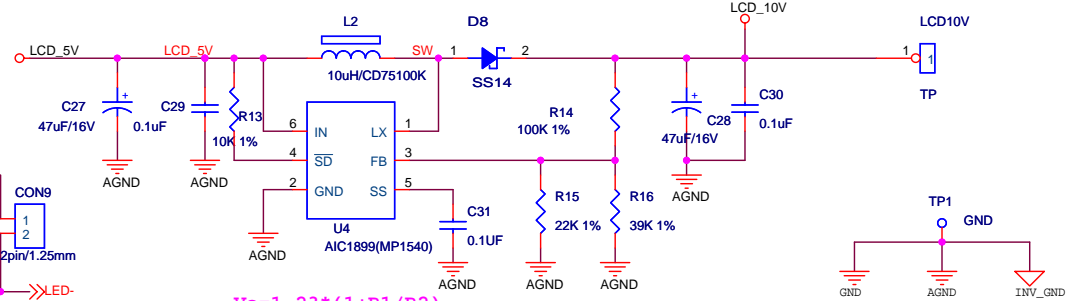 L2
D8
LCD_10V
LCD10V
LCD_5V
LCD_5V
SW
1
2
1
1
10uH/CD75100K
SS14
TP
C27
+
C29
R13
R14
+
C30
47uF/16V
0.1uF
10K 1%
6
IN
LX
1
100K 1%
C28
0.1uF
47uF/16V
4
SD
FB
3
AGND
AGND
2
GND
SS
5
AGND
CON9
R15
R16
TP1
1
C31
GND
2
U4
22K 1%
39K 1%
0.1UF
2pin/1.25mm
AIC1899(MP1540)
AGND
AGND
AGND
AGND
LED-
GND
AGND
INV_GND